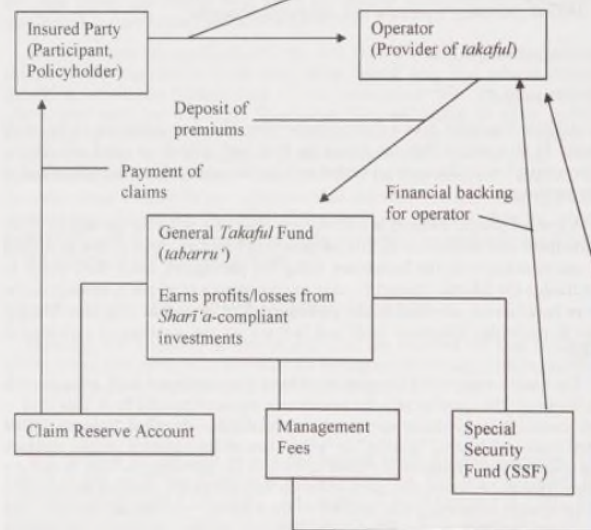 Insured Party
(Participant,
Policyholder)
Operator
(Provider of takaful)
Deposit of
premiums
Payment of
claims
Financial backing
for operator
General Takaful Fund
(tabarru‘)
Earns profits/losses from
Sharī‘a-compliant
investments
Claim Reserve Account
Management
Fees
Special
Security
Fund (SSF)